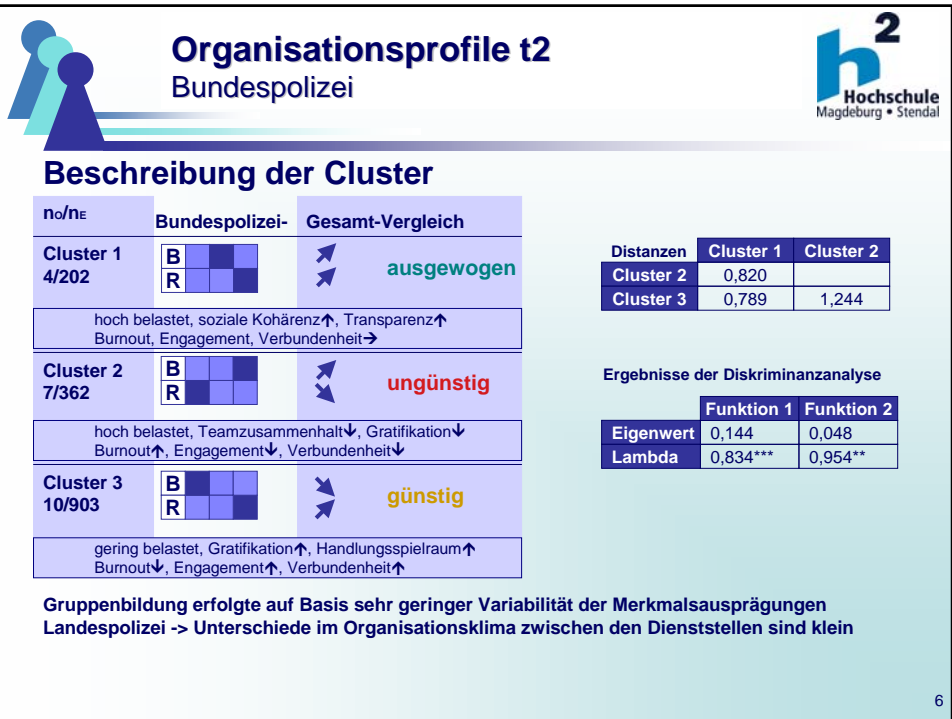 Organisationsprofile t2
Bundespolizei
h2
Hochschule
Magdeburg • Stendal
Beschreibung der Cluster
nO/nE
Bundespolizei- Gesamt-Vergleich
Cluster 1
4/202
B
R
ausgewogen
hoch belastet, soziale Kohärenz↑, Transparenz↑
Burnout, Engagement, Verbundenheit→
Cluster 2
7/362
B
R
ungünstig
hoch belastet, Teamzusammenhalt↓, Gratifikation↓
Burnout↑, Engagement↓, Verbundenheit↓
Cluster 3
10/903
B
R
günstig
gering belastet, Gratifikation↑, Handlungsspielraum↑
Burnout↓, Engagement↑, Verbundenheit↑
Distanzen Cluster 1 Cluster 2
Cluster 2 0,820
Cluster 3 0,789 1,244
Ergebnisse der Diskriminanzanalyse
Funktion 1 Funktion 2
Eigenwert 0,144 0,048
Lambda 0,834*** 0,954**
Gruppenbildung erfolgte auf Basis sehr geringer Variabilität der Merkmalsausprägungen
Landespolizei -> Unterschiede im Organisationsklima zwischen den Dienststellen sind klein
6